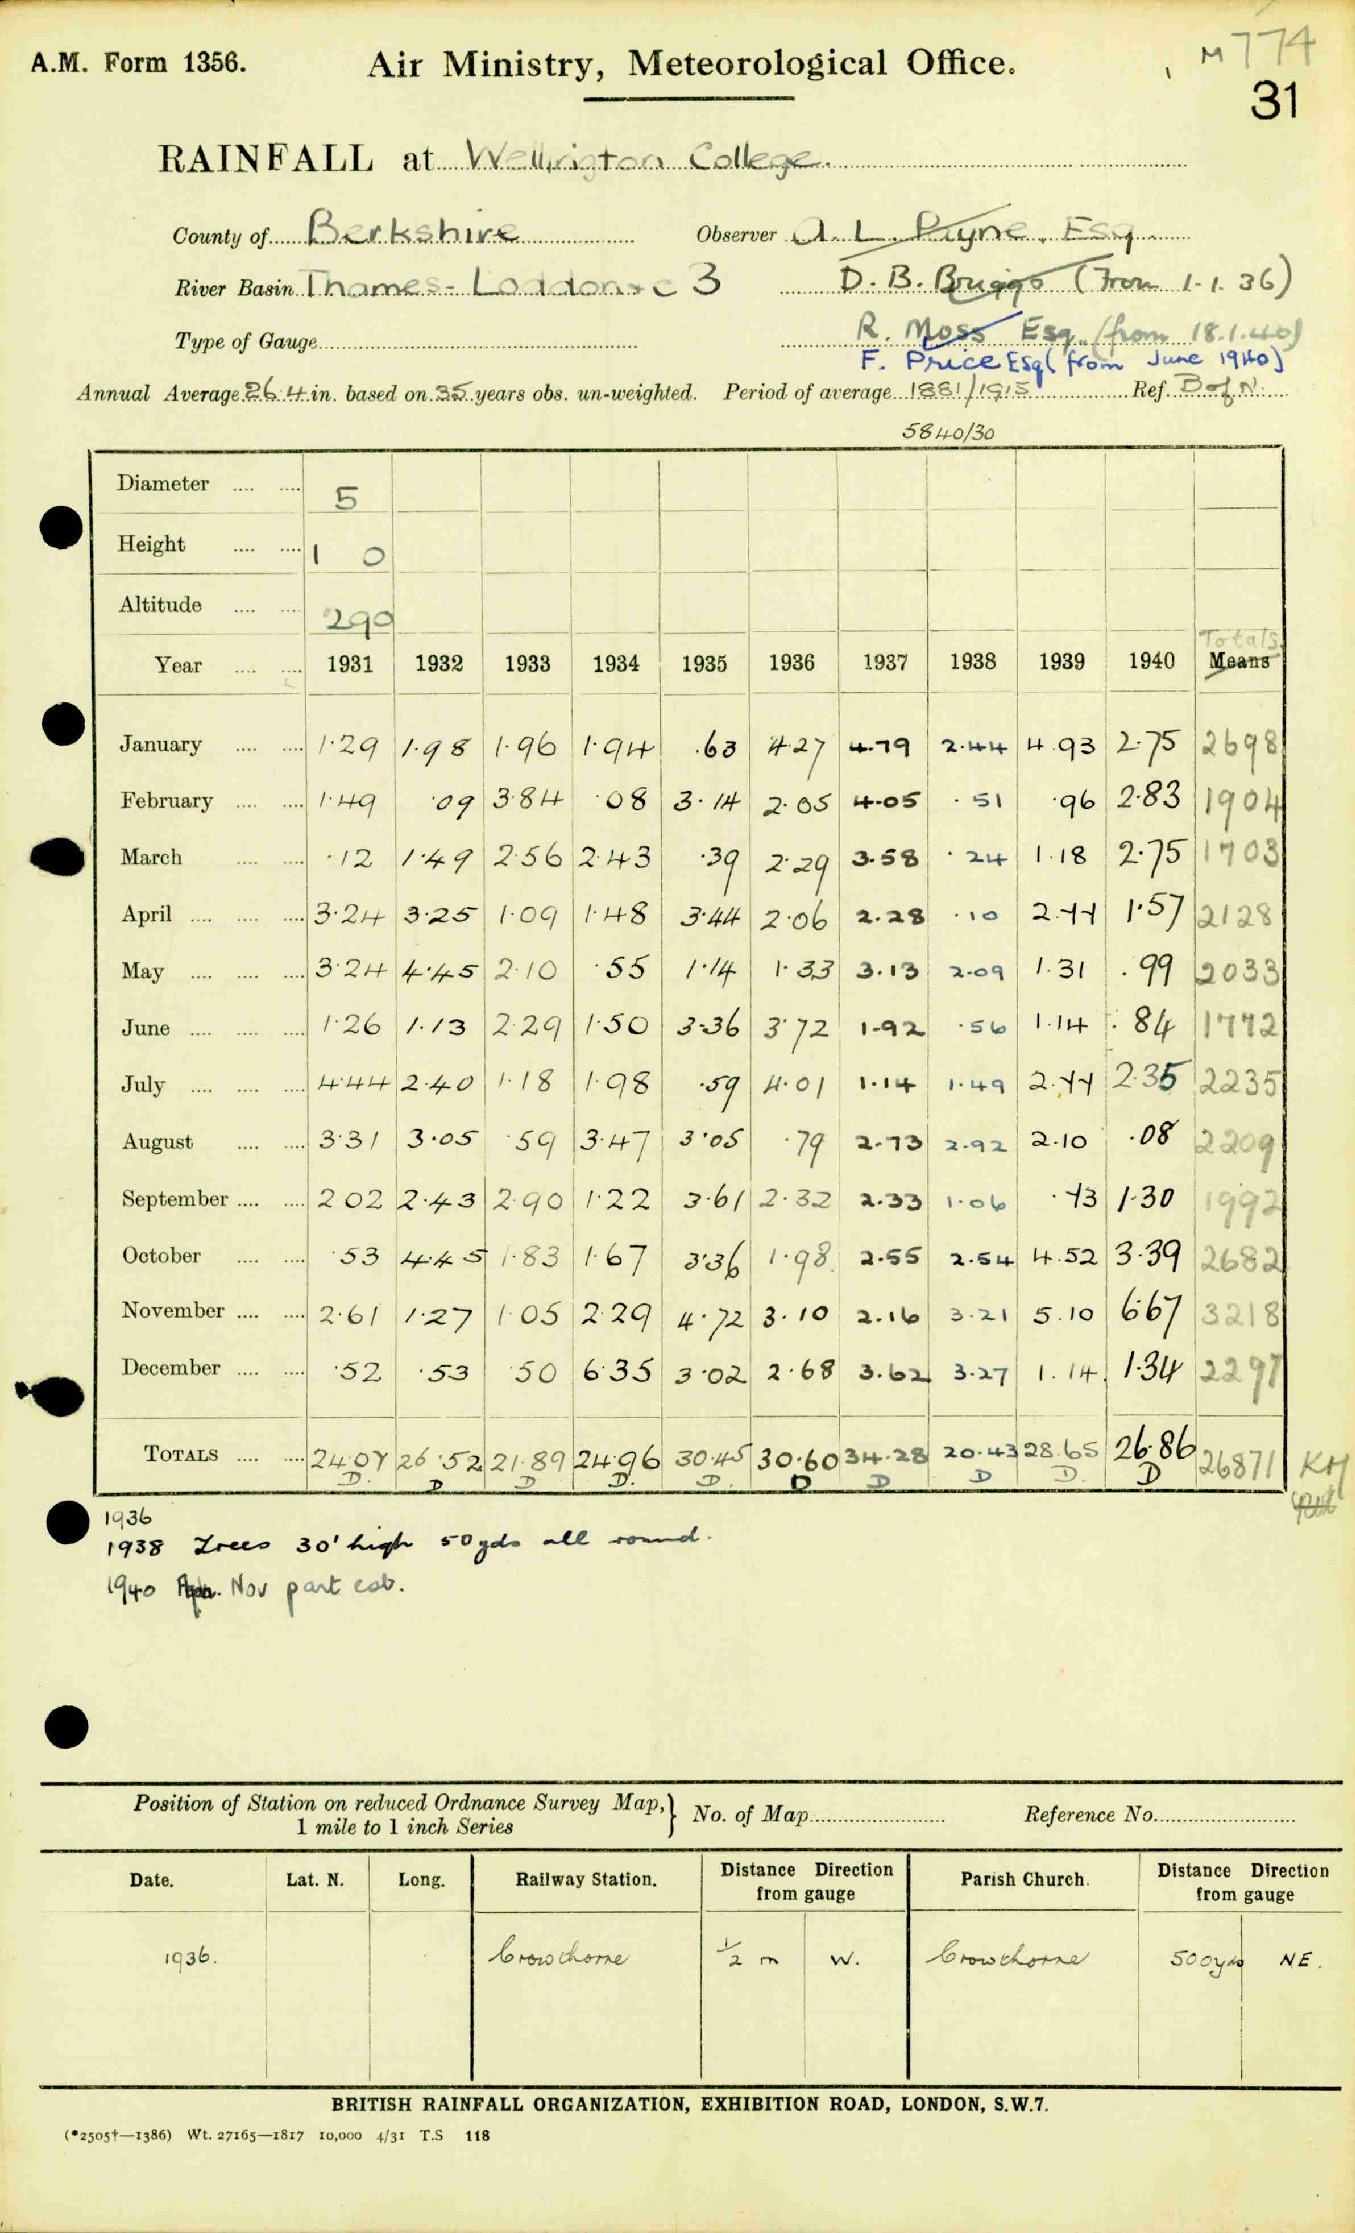 A.M. Form 1356. Air Ministry, Meteorological Office. M 774
31
RAINFALL at Wellington College.
County of Berkshire Observer A. L. Payne, Esq
River Basin Thames - Loddon &c 3 D. B. Briggs (From 1.1.36)
Type of Gauge R. Moss Esq. (from 18.1.40)
F. Price Esq (from June 1940)
Annual Average 26.4 in. based on 35 years obs. un-weighted. Period of average 1881/1915 Ref. B of N.
5840/30
Diameter 5
Height 1 0
Altitude 290
Totals
Year 1931 1932 1933 1934 1935 1936 1937 1938 1939 1940 Means
January 1.29 1.98 1.96 1.94 .63 4.27 4.79 2.44 4.93 2.75 2698
February 1.49 .09 3.84 .08 3.14 2.05 4.05 .51 .96 2.83 1904
March .12 1.49 2.56 2.43 .39 2.29 3.58 .24 1.18 2.75 1703
April 3.24 3.25 1.09 1.48 3.44 2.06 2.28 .10 2.77 1.57 2128
May 3.24 4.45 2.10 .55 1.14 1.33 3.13 2.09 1.31 .99 2033
June 1.26 1.13 2.29 1.50 3.36 3.72 1.92 .56 1.14 .84 1772
July 4.44 2.40 1.18 1.98 .59 4.01 1.14 1.49 2.77 2.35 2235
August 3.31 3.05 .59 3.47 3.05 .79 2.73 2.92 2.10 .08 2209
September 2.02 2.43 2.90 1.22 3.61 2.32 2.33 1.06 .73 1.30 1992
October .53 4.45 1.83 1.67 3.36 1.98 2.55 2.54 4.52 3.39 2682
November 2.61 1.27 1.05 2.29 4.72 3.10 2.16 3.21 5.10 6.67 3218
December .52 .53 .50 6.35 3.02 2.68 3.62 3.27 1.14 1.34 2297
TOTALS 24.07 26.52 21.89 24.96 30.45 30.60 34.28 20.43 28.65 26.86 26871 KM
D. D D D. D. D D D D. D
1936
1938 Trees 30' high 50 yds all round.
1940 Nov part est.
Position of Station on reduced Ordnance Survey Map, No. of Map Reference No.
1 mile to 1 inch Series
Date. Lat. N. Long. Railway Station. Distance Direction from gauge Parish Church. Distance Direction from gauge
1936. Crowthorne ½ m W. Crowthorne 500 yds NE.
BRITISH RAINFALL ORGANIZATION, EXHIBITION ROAD, LONDON, S.W.7.
(*2505†—1386) Wt. 27165—1817 10,000 4/31 T.S 118